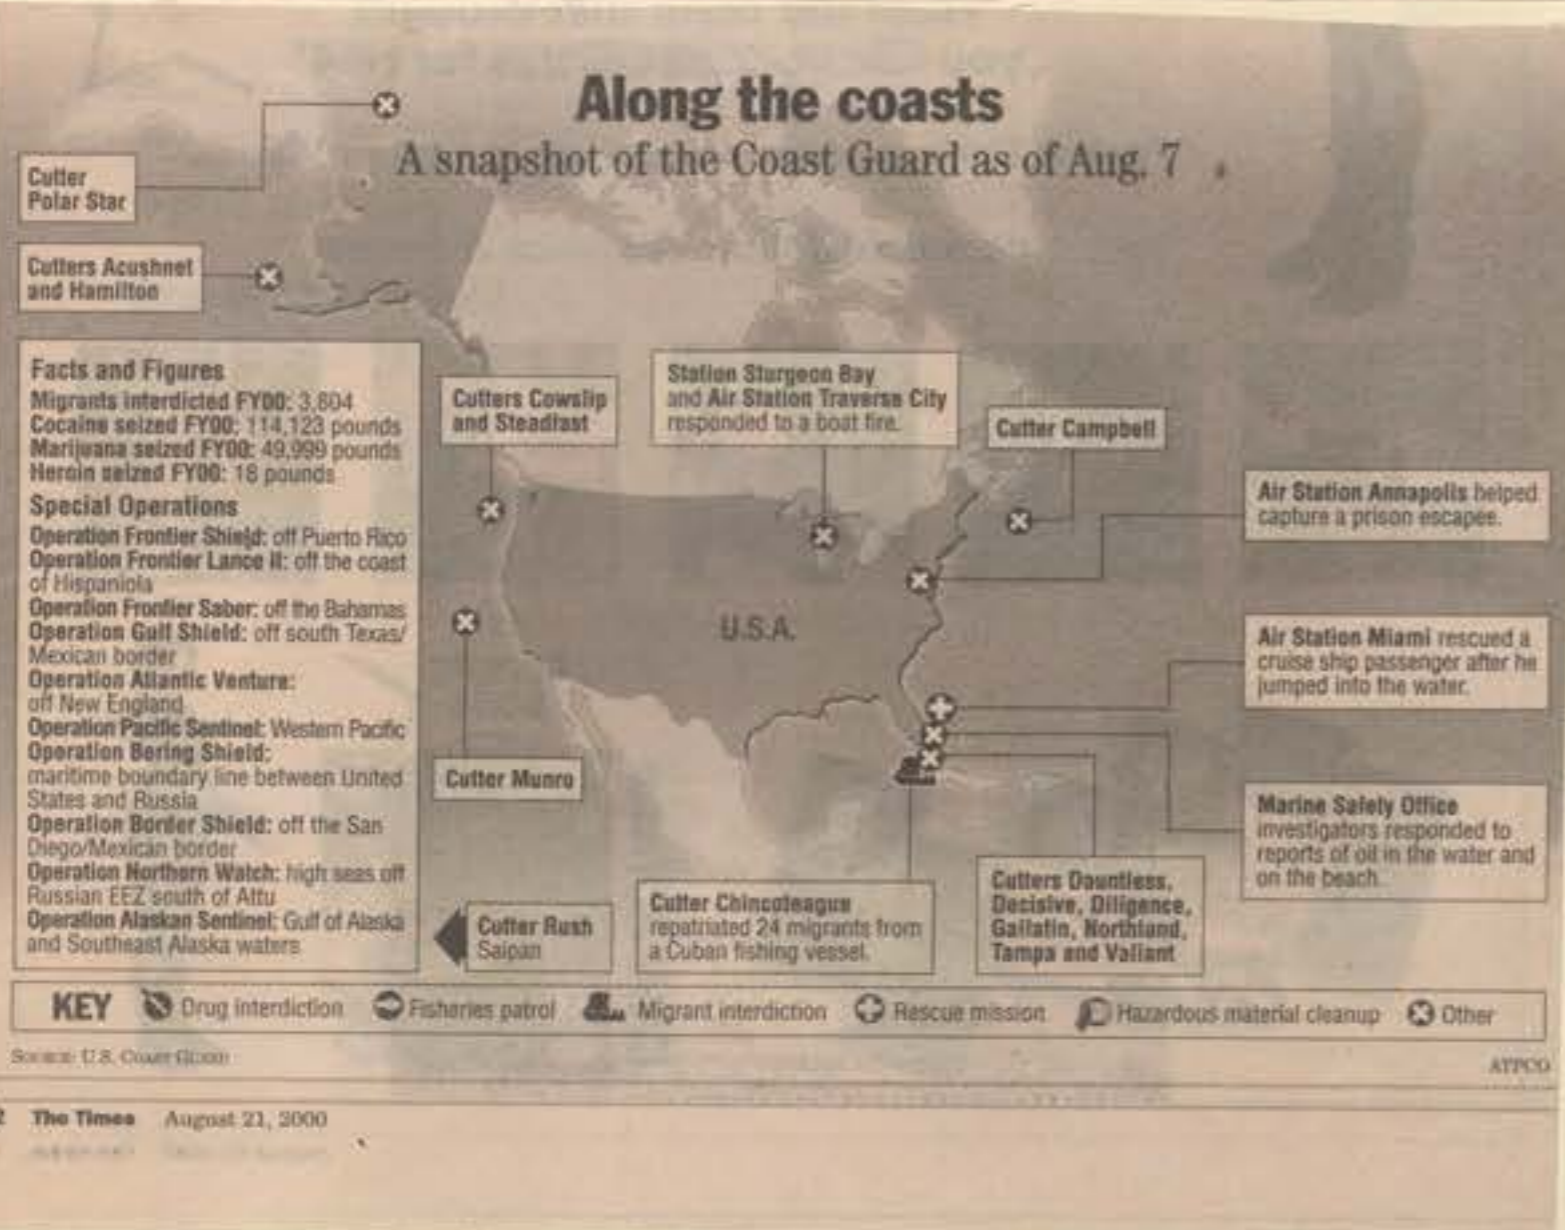 Along the coasts
A snapshot of the Coast Guard as of Aug. 7
Cutter
Polar Star
Cutters Acushnet
and Hamilton
Facts and Figures
Migrants interdicted FY00: 3,604
Cocaine seized FY00: 114,123 pounds
Marijuana seized FY00: 49,999 pounds
Heroin seized FY00: 18 pounds
Special Operations
Operation Frontier Shield: off Puerto Rico
Operation Frontier Lance II: off the coast
of Hispaniola
Operation Frontier Saber: off the Bahamas
Operation Gulf Shield: off south Texas/
Mexican border
Operation Atlantic Venture:
off New England
Operation Pacific Sentinel: Western Pacific
Operation Bering Shield:
maritime boundary line between United
States and Russia
Operation Border Shield: off the San
Diego/Mexican border
Operation Northern Watch: high seas off
Russian EEZ south of Attu
Operation Alaskan Sentinel: Gulf of Alaska
and Southeast Alaska waters
Cutters Cowslip
and Steadfast
Station Sturgeon Bay
and Air Station Traverse City
responded to a boat fire.
Cutter Campbell
Air Station Annapolis helped
capture a prison escapee.
U.S.A.
Air Station Miami rescued a
cruise ship passenger after he
jumped into the water.
Cutter Munro
Marine Safety Office
investigators responded to
reports of oil in the water and
on the beach.
Cutters Dauntless,
Decisive, Diligence,
Gallatin, Northland,
Tampa and Valiant
Cutter Chincoteague
repatriated 24 migrants from
a Cuban fishing vessel.
Cutter Rush
Saipan
KEY Drug interdiction Fisheries patrol Migrant interdiction Rescue mission Hazardous material cleanup Other
Source: U.S. Coast Guard
ATPCO
2 The Times August 21, 2000